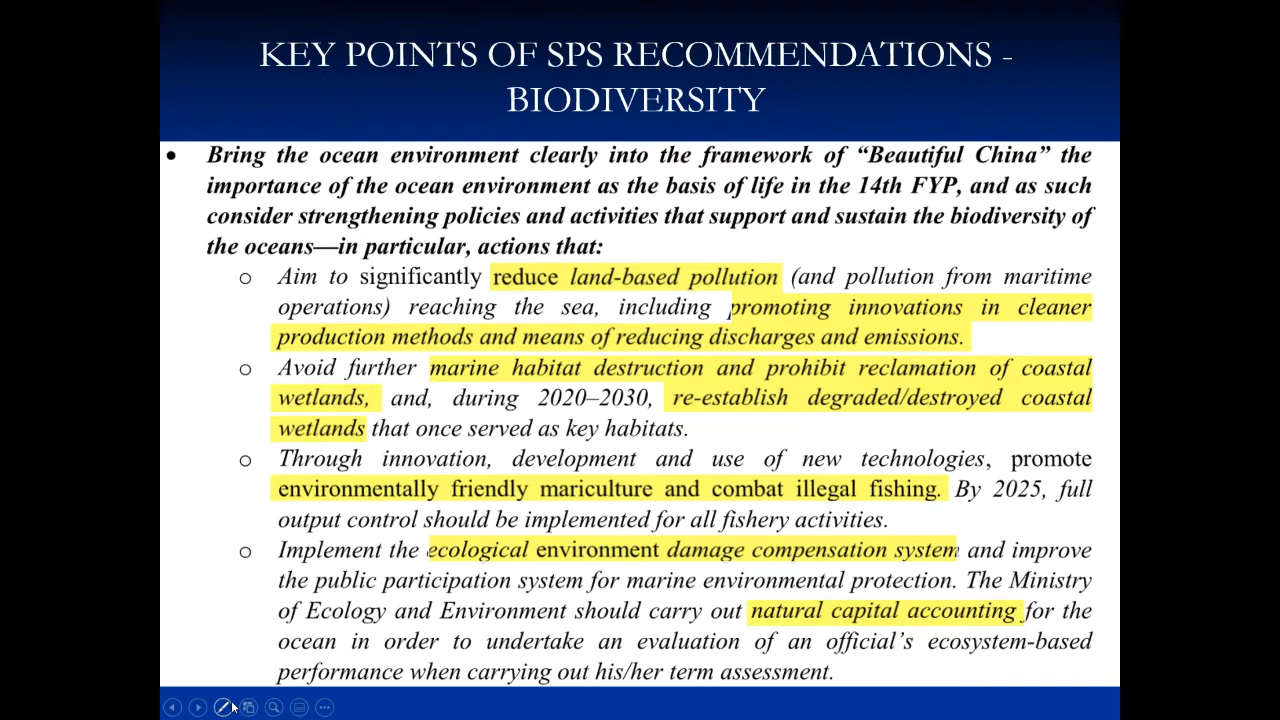 KEY POINTS OF SPS RECOMMENDATIONS -
BIODIVERSITY
• Bring the ocean environment clearly into the framework of “Beautiful China” the
importance of the ocean environment as the basis of life in the 14th FYP, and as such
consider strengthening policies and activities that support and sustain the biodiversity of
the oceans—in particular, actions that:
o Aim to significantly reduce land-based pollution (and pollution from maritime
operations) reaching the sea, including promoting innovations in cleaner
production methods and means of reducing discharges and emissions.
o Avoid further marine habitat destruction and prohibit reclamation of coastal
wetlands, and, during 2020–2030, re-establish degraded/destroyed coastal
wetlands that once served as key habitats.
o Through innovation, development and use of new technologies, promote
environmentally friendly mariculture and combat illegal fishing. By 2025, full
output control should be implemented for all fishery activities.
o Implement the ecological environment damage compensation system and improve
the public participation system for marine environmental protection. The Ministry
of Ecology and Environment should carry out natural capital accounting for the
ocean in order to undertake an evaluation of an official’s ecosystem-based
performance when carrying out his/her term assessment.